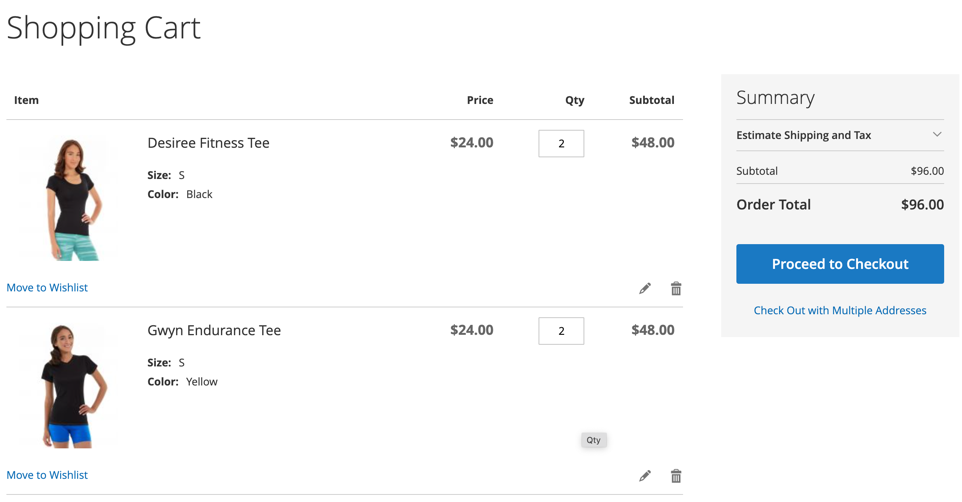 Shopping Cart
Item Price Qty Subtotal
Desiree Fitness Tee $24.00 2 $48.00
Size: S
Color: Black
Move to Wishlist
Gwyn Endurance Tee $24.00 2 $48.00
Size: S
Color: Yellow
Qty
Move to Wishlist
Summary
Estimate Shipping and Tax
Subtotal $96.00
Order Total $96.00
Proceed to Checkout
Check Out with Multiple Addresses